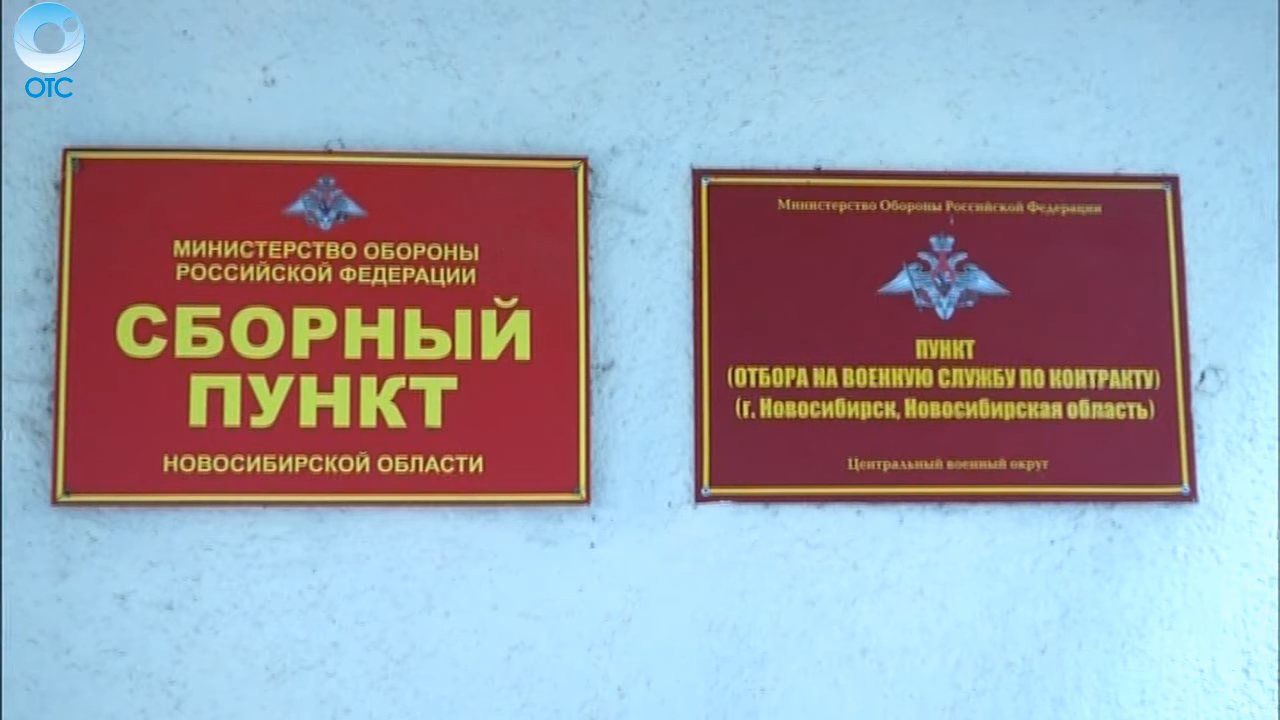 ОТС
МИНИСТЕРСТВО ОБОРОНЫ
РОССИЙСКОЙ ФЕДЕРАЦИИ
СБОРНЫЙ
ПУНКТ
НОВОСИБИРСКОЙ ОБЛАСТИ
Министерство Обороны Российской Федерации
ПУНКТ
(ОТБОРА НА ВОЕННУЮ СЛУЖБУ ПО КОНТРАКТУ)
(г. Новосибирск, Новосибирская область)
Центральный военный округ